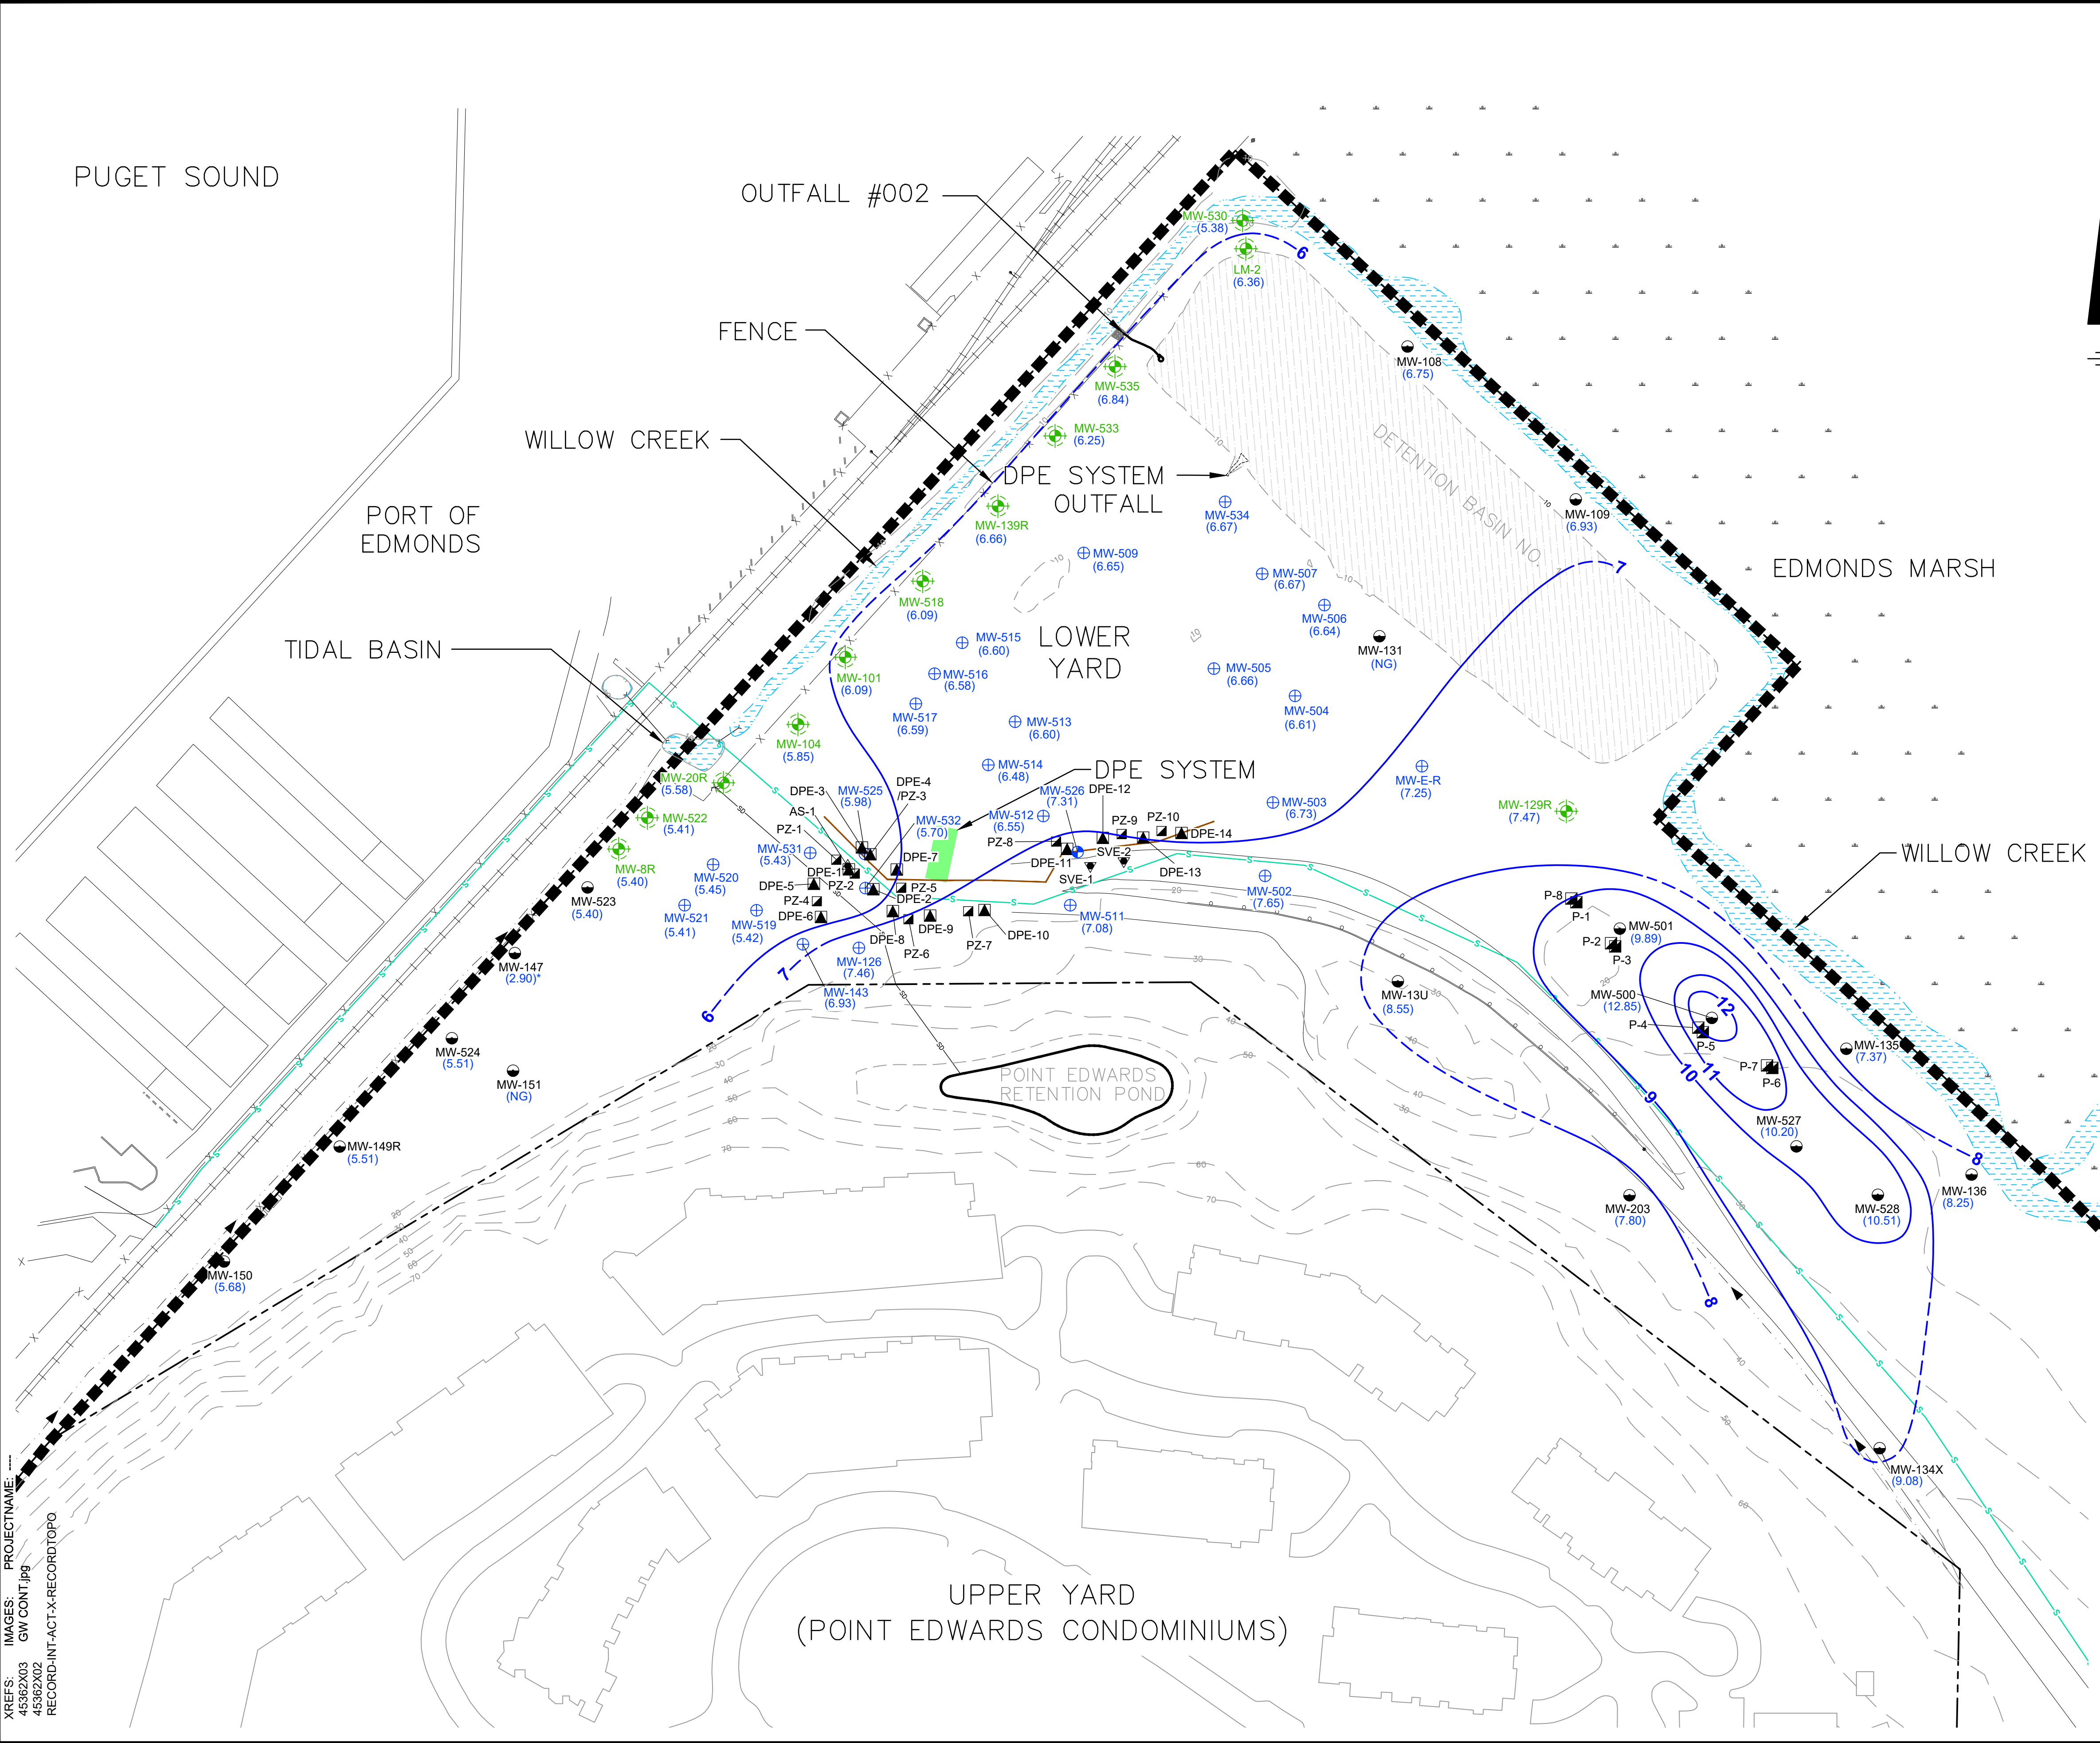 PUGET SOUND
OUTFALL #002
MW-530
(5.38)
6
LM-2
(6.36)
FENCE
MW-108
(6.75)
MW-535
(6.84)
WILLOW CREEK
MW-533
(6.25)
DPE SYSTEM
OUTFALL
DETENTION BASIN NO.
PORT OF
EDMONDS
MW-139R
(6.66)
MW-534
(6.67)
MW-109
(6.93)
MW-509
(6.65)
MW-507
(6.67)
7
EDMONDS MARSH
MW-518
(6.09)
MW-506
(6.64)
TIDAL BASIN
MW-515
(6.60)
LOWER
YARD
MW-131
(NG)
MW-101
(6.09)
MW-516
(6.58)
MW-505
(6.66)
MW-517
(6.59)
MW-513
(6.60)
MW-504
(6.61)
MW-104
(5.85)
MW-514
(6.48)
DPE SYSTEM
MW-E-R
(7.25)
MW-20R
(5.58)
DPE-3
MW-525
(5.98)
DPE-4
/PZ-3
MW-526
(7.31)
DPE-12
MW-503
(6.73)
MW-129R
(7.47)
AS-1
MW-522
(5.41)
PZ-1
MW-532
(5.70)
MW-512
(6.55)
PZ-9
PZ-10
DPE-14
PZ-8
MW-531
(5.43)
DPE-7
SVE-2
DPE-11
WILLOW CREEK
MW-8R
(5.40)
MW-520
(5.45)
DPE-1
SVE-1
DPE-13
DPE-5
PZ-2
PZ-5
MW-502
(7.65)
MW-523
(5.40)
PZ-4
DPE-2
P-8
P-1
MW-521
(5.41)
MW-519
(5.42)
DPE-6
DPE-9
MW-511
(7.08)
MW-501
(9.89)
DPE-8
PZ-6
PZ-7
DPE-10
P-2
P-3
MW-147
(2.90)*
MW-126
(7.46)
7
MW-143
(6.93)
MW-13U
(8.55)
MW-500
(12.85)
12
6
P-4
P-5
MW-135
(7.37)
MW-524
(5.51)
MW-151
(NG)
POINT EDWARDS
RETENTION POND
10
11
P-7
P-6
9
MW-527
(10.20)
MW-149R
(5.51)
8
MW-203
(7.80)
MW-528
(10.51)
MW-136
(8.25)
MW-150
(5.68)
8
MW-134X
(9.08)
UPPER YARD
(POINT EDWARDS CONDOMINIUMS)
XREFS: IMAGES: PROJECTNAME: ----
45362X03 GW CONT.jpg
45362X02
RECORD-INT-ACT-X-RECORDTOPO